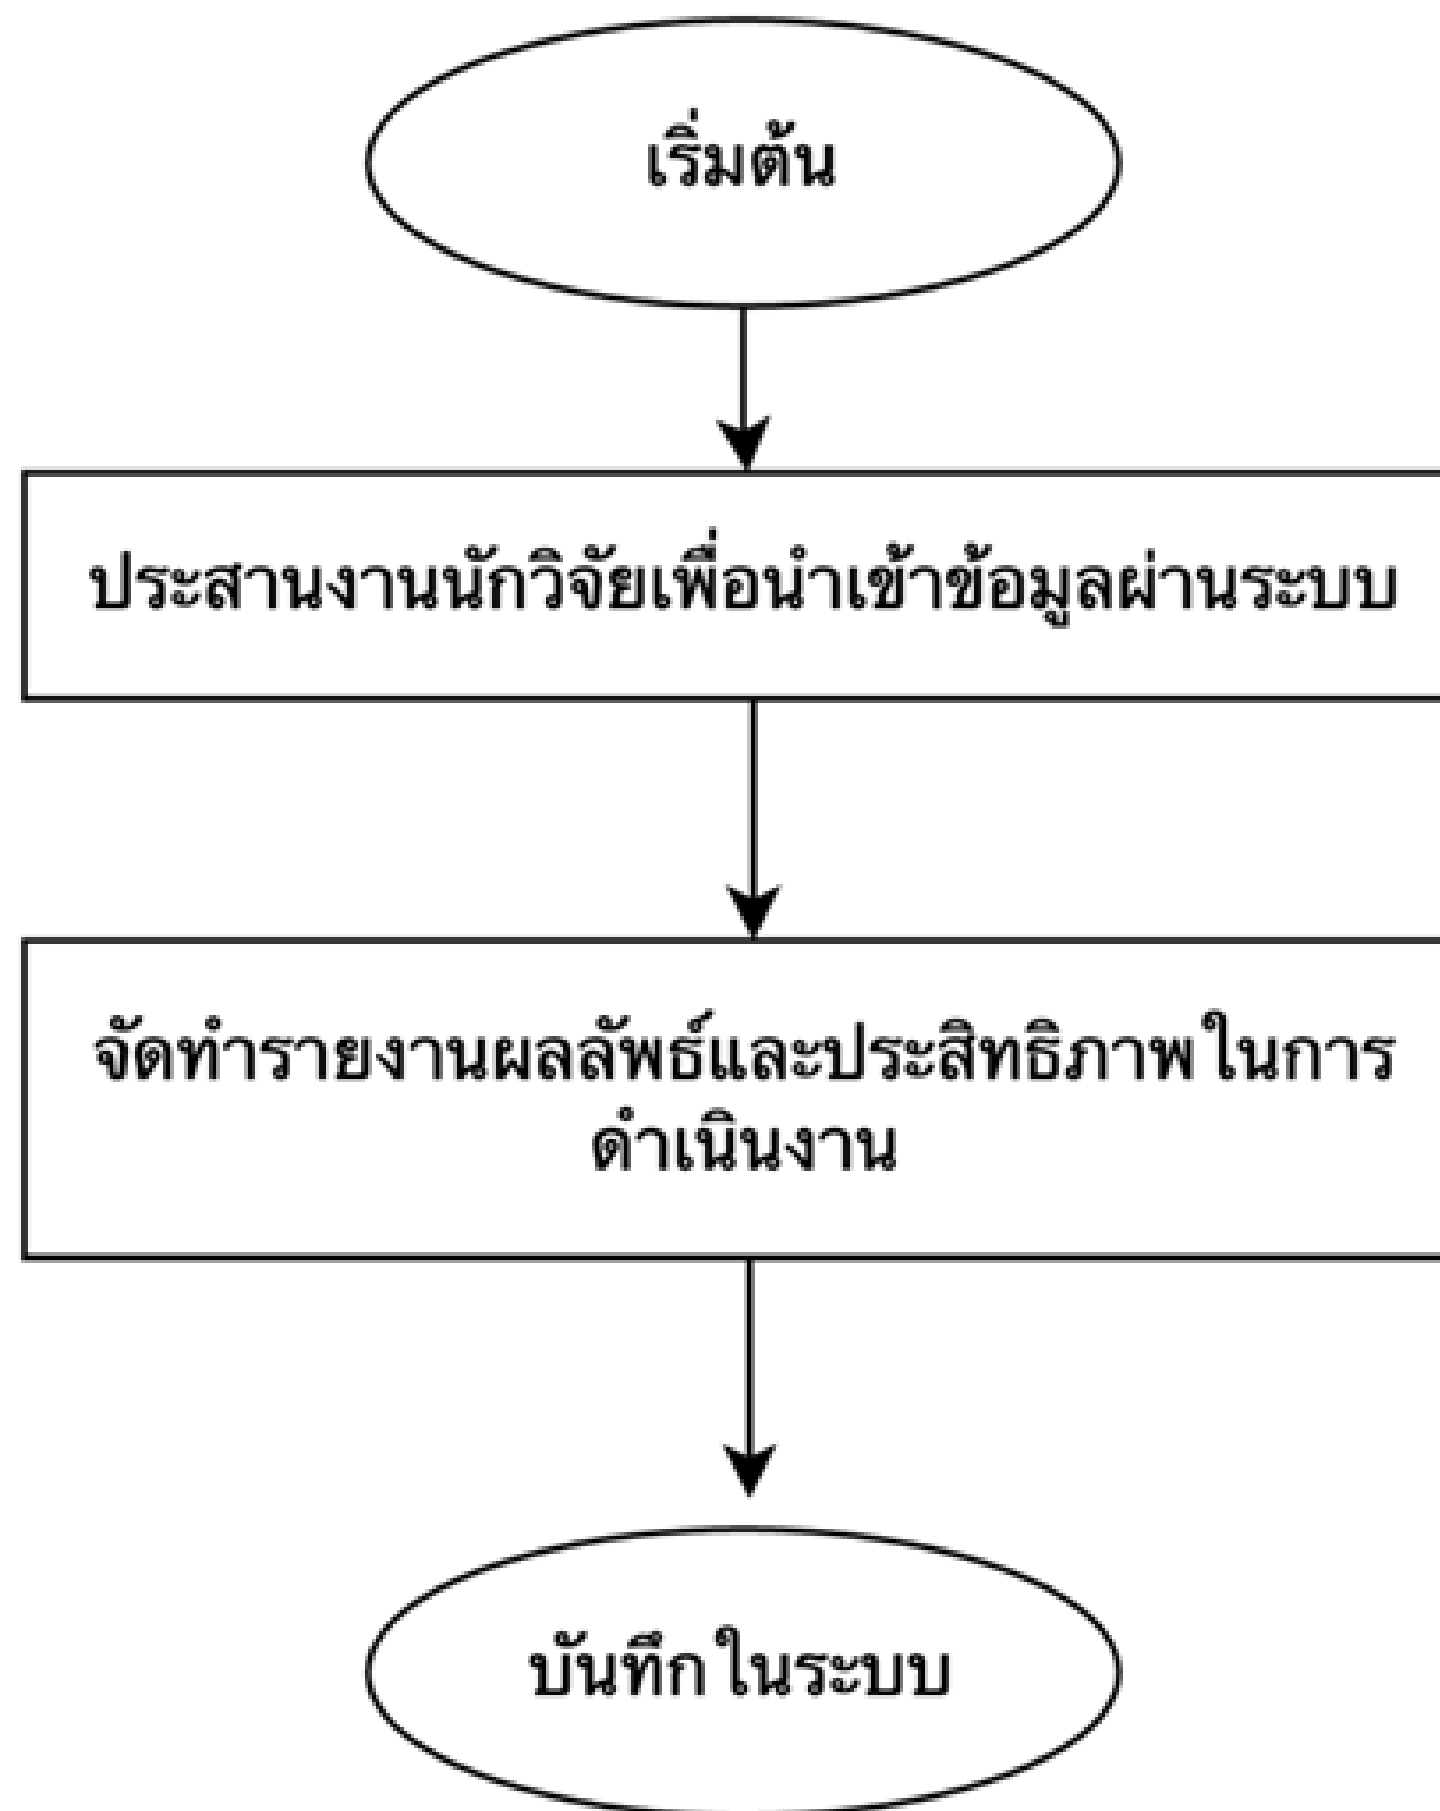 เริ่มต้น
ประสานงานนักวิจัยเพื่อนำเข้าข้อมูลผ่านระบบ
จัดทำรายงานผลลัพธ์และประสิทธิภาพในการ
ดำเนินงาน
บันทึกในระบบ